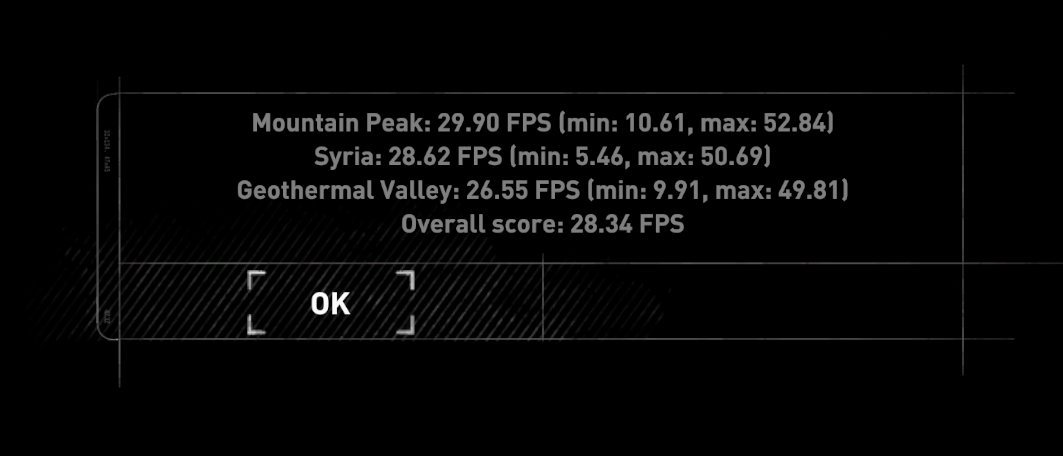 Mountain Peak: 29.90 FPS (min: 10.61, max: 52.84)
Syria: 28.62 FPS (min: 5.46, max: 50.69)
Geothermal Valley: 26.55 FPS (min: 9.91, max: 49.81)
Overall score: 28.34 FPS
OK